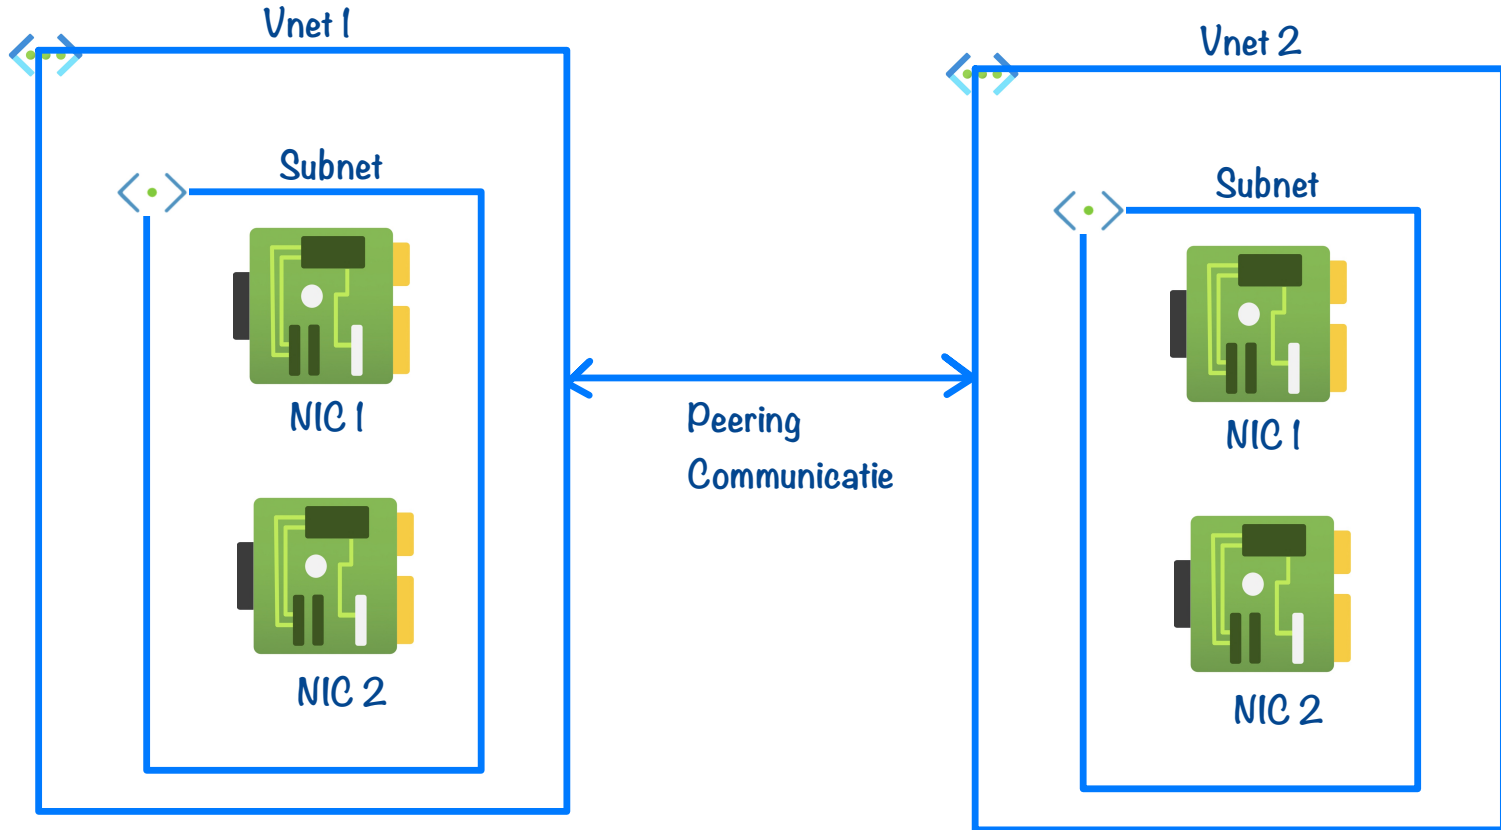 Vnet 1
Subnet
NIC 1
NIC 2
Peering
Communicatie
Vnet 2
Subnet
NIC 1
NIC 2